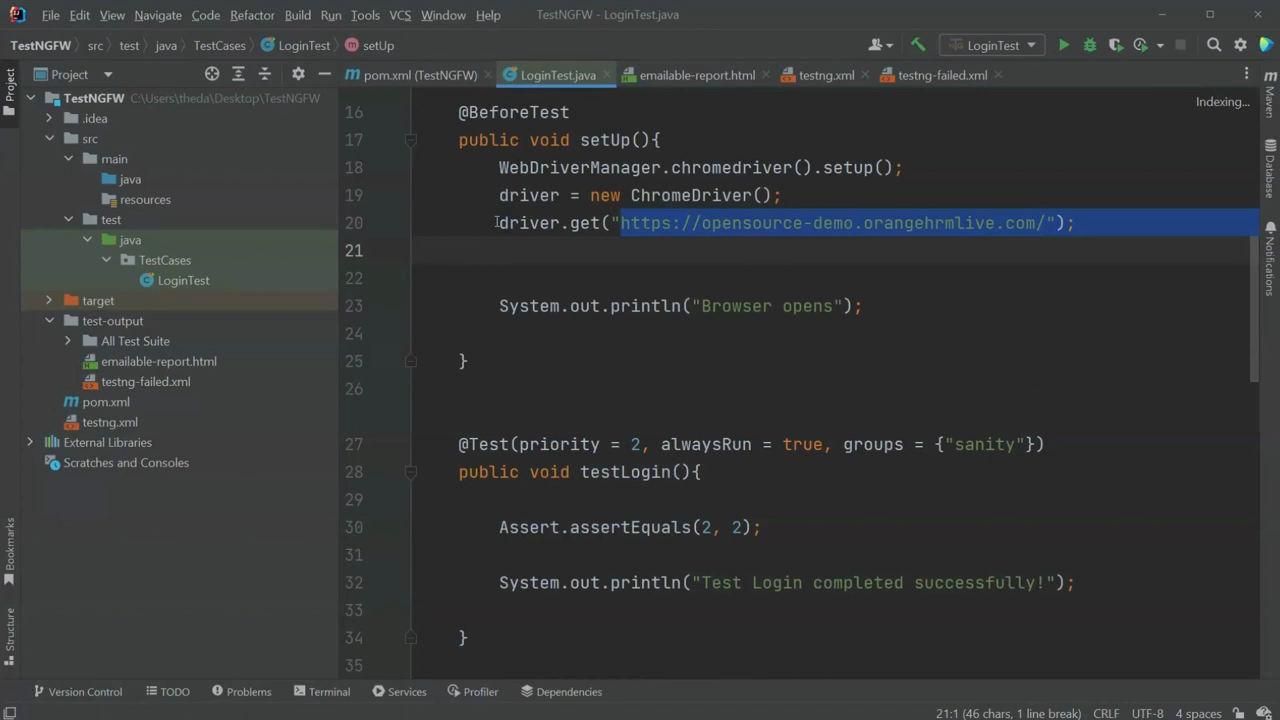 File Edit View Navigate Code Refactor Build Run Tools VCS Window Help TestNGFW - LoginTest.java
TestNGFW src test java TestCases LoginTest setUp LoginTest
Project pom.xml (TestNGFW) LoginTest.java emailable-report.html testng.xml testng-failed.xml
Project
Maven
Database
Notifications
Bookmarks
Structure
TestNGFW C:\Users\theda\Desktop\TestNGFW
.idea
src
main
java
resources
test
java
TestCases
LoginTest
target
test-output
All Test Suite
emailable-report.html
testng-failed.xml
pom.xml
testng.xml
External Libraries
Scratches and Consoles
Indexing...
16 @BeforeTest
17 public void setUp(){
18 WebDriverManager.chromedriver().setup();
19 driver = new ChromeDriver();
20 driver.get("https://opensource-demo.orangehrmlive.com/");
21
22
23 System.out.println("Browser opens");
24
25 }
26
27 @Test(priority = 2, alwaysRun = true, groups = {"sanity"})
28 public void testLogin(){
29
30 Assert.assertEquals(2, 2);
31
32 System.out.println("Test Login completed successfully!");
33
34 }
35
Version Control TODO Problems Terminal Services Profiler Dependencies
21:1 (46 chars, 1 line break) CRLF UTF-8 4 spaces